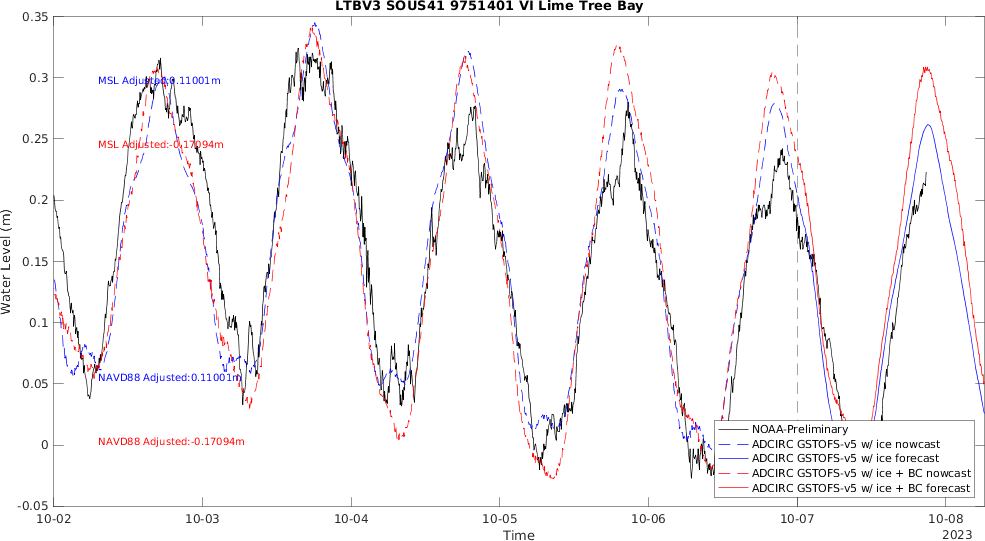 LTBV3 SOUS41 9751401 VI Lime Tree Bay
0.35
0.3
0.25
0.2
0.15
0.1
0.05
0
-0.05
Water Level (m)
MSL Adjusted:0.11001m
MSL Adjusted:-0.17094m
NAVD88 Adjusted:0.11001m
NAVD88 Adjusted:-0.17094m
NOAA-Preliminary
ADCIRC GSTOFS-v5 w/ ice nowcast
ADCIRC GSTOFS-v5 w/ ice forecast
ADCIRC GSTOFS-v5 w/ ice + BC nowcast
ADCIRC GSTOFS-v5 w/ ice + BC forecast
10-02 10-03 10-04 10-05 10-06 10-07 10-08
2023
Time